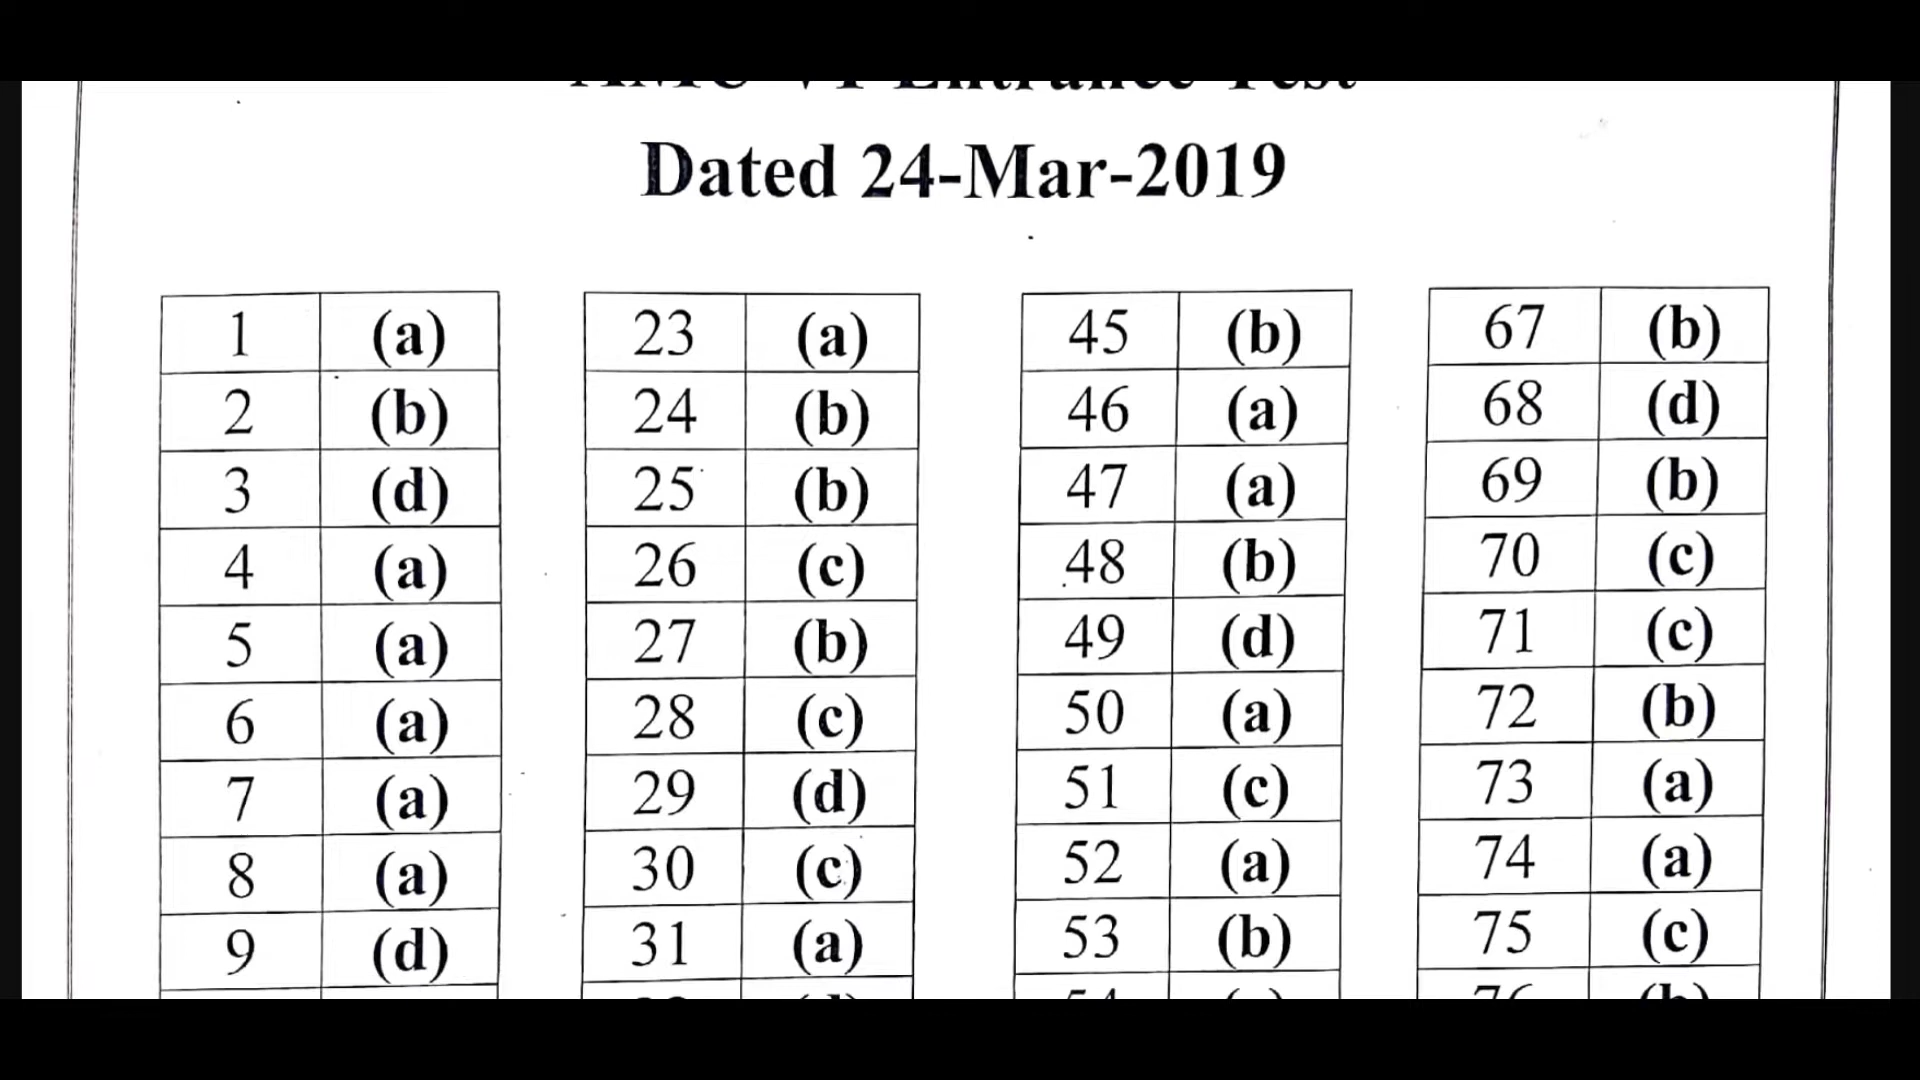 Entrance Test
Dated 24-Mar-2019
1 (a) 23 (a) 45 (b) 67 (b)
2 (b) 24 (b) 46 (a) 68 (d)
3 (d) 25 (b) 47 (a) 69 (b)
4 (a) 26 (c) 48 (b) 70 (c)
5 (a) 27 (b) 49 (d) 71 (c)
6 (a) 28 (c) 50 (a) 72 (b)
7 (a) 29 (d) 51 (c) 73 (a)
8 (a) 30 (c) 52 (a) 74 (a)
9 (d) 31 (a) 53 (b) 75 (c)